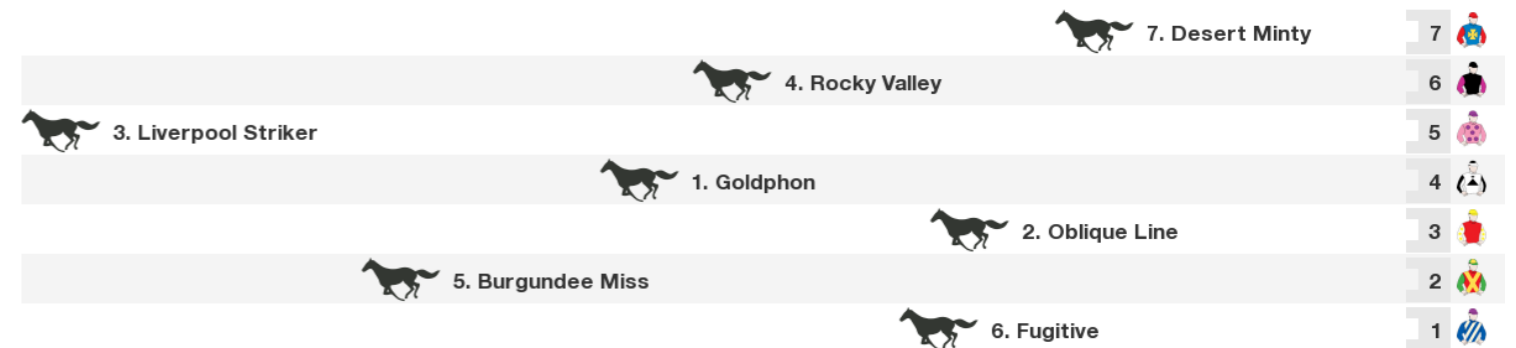 7. Desert Minty 7
4. Rocky Valley 6
3. Liverpool Striker 5
1. Goldphon 4
2. Oblique Line 3
5. Burgundee Miss 2
6. Fugitive 1